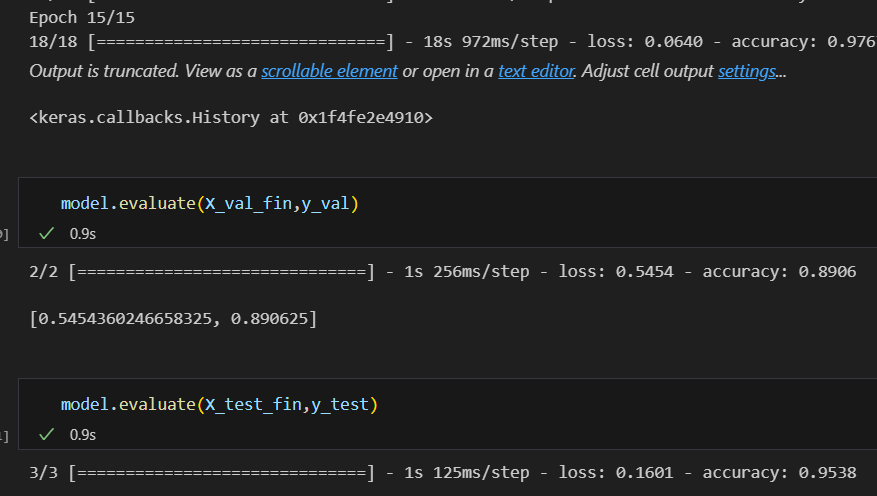 Epoch 15/15
18/18 [==============================] - 18s 972ms/step - loss: 0.0640 - accuracy: 0.976
Output is truncated. View as a scrollable element or open in a text editor. Adjust cell output settings...
<keras.callbacks.History at 0x1f4fe2e4910>
model.evaluate(X_val_fin,y_val)
] ✓ 0.9s
2/2 [==============================] - 1s 256ms/step - loss: 0.5454 - accuracy: 0.8906
[0.5454360246658325, 0.890625]
model.evaluate(X_test_fin,y_test)
] ✓ 0.9s
3/3 [==============================] - 1s 125ms/step - loss: 0.1601 - accuracy: 0.9538